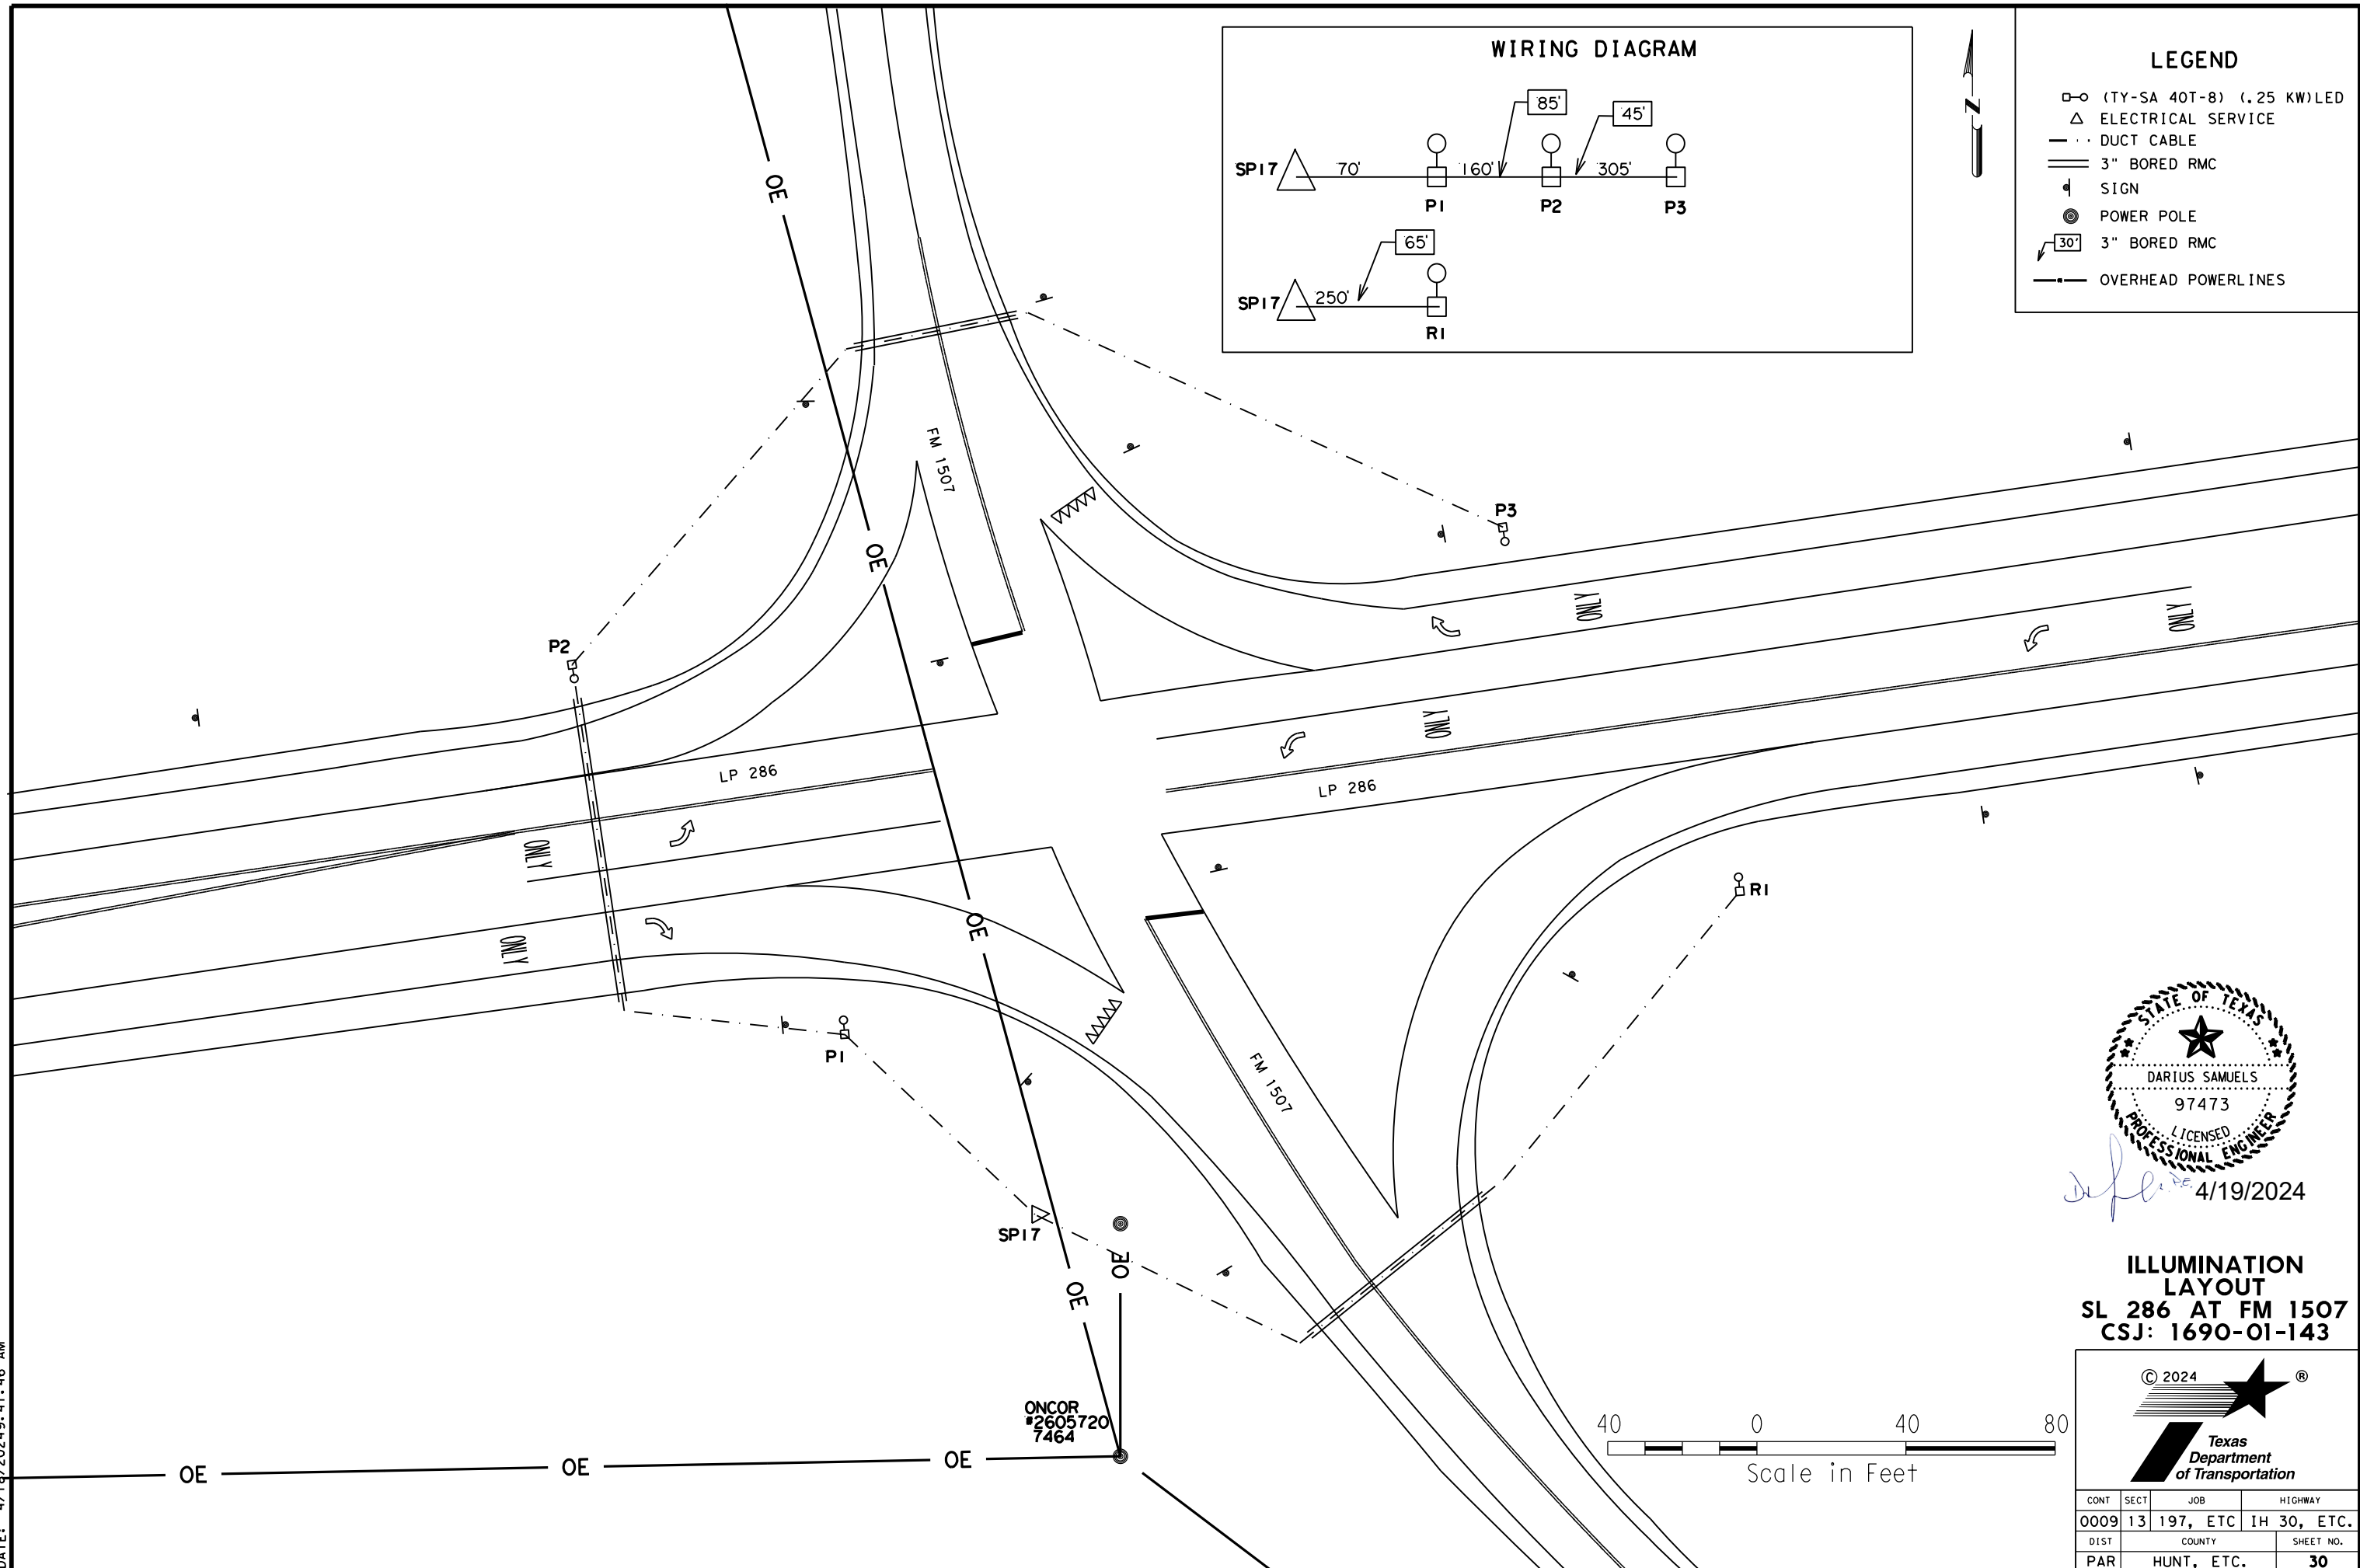 WIRING DIAGRAM
85'
45'
SP17 70' 160' 305'
P1 P2 P3
65'
SP17 250'
R1
N
LEGEND
(TY-SA 40T-8) (.25 KW)LED
ELECTRICAL SERVICE
DUCT CABLE
3" BORED RMC
SIGN
POWER POLE
30' 3" BORED RMC
OVERHEAD POWERLINES
OE
FM 1507
OE
P3
P2
ONLY
ONLY
ONLY
LP 286
LP 286
ONLY
ONLY
OE
R1
P1
FM 1507
SP17
OE
OE
ONCOR
#2605720
7464
OE OE OE
STATE OF TEXAS
DARIUS SAMUELS
97473
LICENSED
PROFESSIONAL ENGINEER
P.E. 4/19/2024
ILLUMINATION
LAYOUT
SL 286 AT FM 1507
CSJ: 1690-01-143
40 0 40 80
Scale in Feet
© 2024 ®
Texas
Department
of Transportation
CONT SECT JOB HIGHWAY
0009 13 197, ETC IH 30, ETC.
DIST COUNTY SHEET NO.
PAR HUNT, ETC. 30